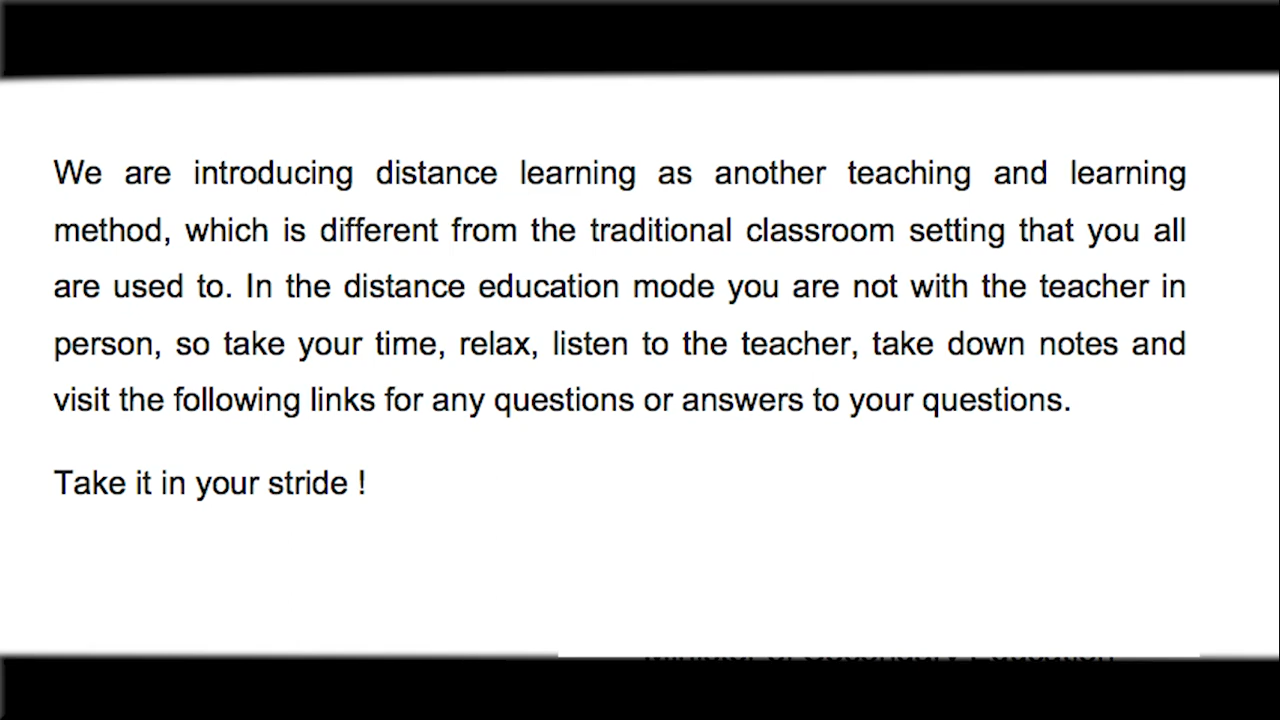 We are introducing distance learning as another teaching and learning
method, which is different from the traditional classroom setting that you all
are used to. In the distance education mode you are not with the teacher in
person, so take your time, relax, listen to the teacher, take down notes and
visit the following links for any questions or answers to your questions.
Take it in your stride !